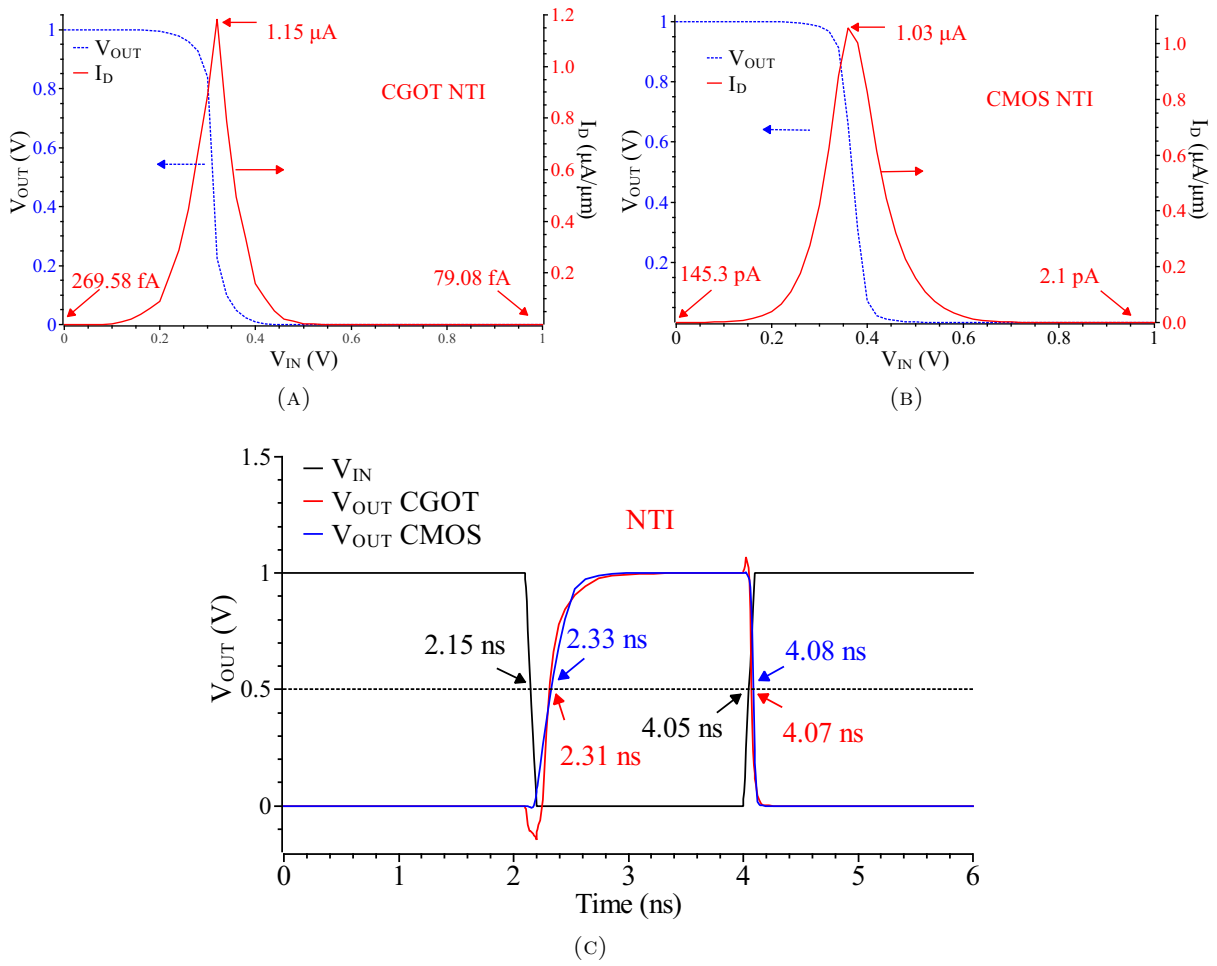 1.15 µA
V_OUT
I_D
CGOT NTI
269.58 fA
79.08 fA
V_OUT (V)
1
0.8
0.6
0.4
0.2
0
I_D (µA/µm)
1.2
1.0
0.8
0.6
0.4
0.2
0.0
0 0.2 0.4 0.6 0.8 1
V_IN (V)
(A)
1.03 µA
V_OUT
I_D
CMOS NTI
145.3 pA
2.1 pA
V_OUT (V)
1
0.8
0.6
0.4
0.2
I_D (µA/µm)
1.0
0.8
0.6
0.4
0.2
0.0
0 0.2 0.4 0.6 0.8 1
V_IN (V)
(B)
V_IN
V_OUT CGOT
V_OUT CMOS
NTI
2.15 ns
2.33 ns
2.31 ns
4.08 ns
4.05 ns
4.07 ns
V_OUT (V)
1.5
1
0.5
0
0 1 2 3 4 5 6
Time (ns)
(C)